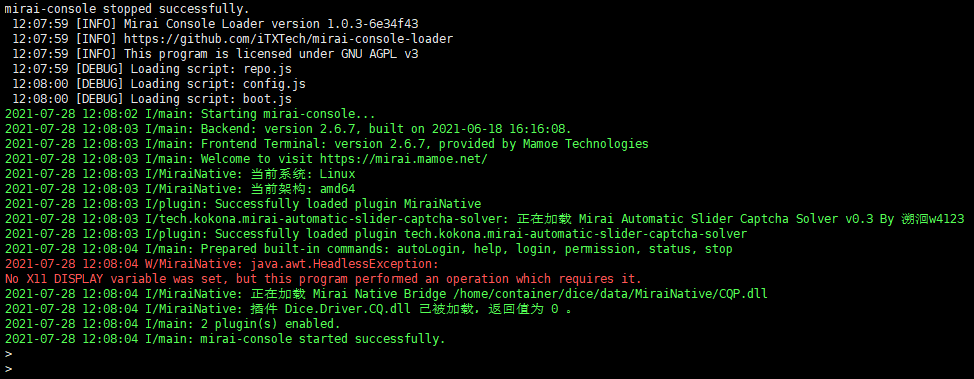 mirai-console stopped successfully.
12:07:59 [INFO] Mirai Console Loader version 1.0.3-6e34f43
12:07:59 [INFO] https://github.com/iTXTech/mirai-console-loader
12:07:59 [INFO] This program is licensed under GNU AGPL v3
12:07:59 [DEBUG] Loading script: repo.js
12:08:00 [DEBUG] Loading script: config.js
12:08:00 [DEBUG] Loading script: boot.js
2021-07-28 12:08:02 I/main: Starting mirai-console...
2021-07-28 12:08:03 I/main: Backend: version 2.6.7, built on 2021-06-18 16:16:08.
2021-07-28 12:08:03 I/main: Frontend Terminal: version 2.6.7, provided by Mamoe Technologies
2021-07-28 12:08:03 I/main: Welcome to visit https://mirai.mamoe.net/
2021-07-28 12:08:03 I/MiraiNative: 当前系统: Linux
2021-07-28 12:08:03 I/MiraiNative: 当前架构: amd64
2021-07-28 12:08:03 I/plugin: Successfully loaded plugin MiraiNative
2021-07-28 12:08:03 I/tech.kokona.mirai-automatic-slider-captcha-solver: 正在加载 Mirai Automatic Slider Captcha Solver v0.3 By 溯洄w4123
2021-07-28 12:08:03 I/plugin: Successfully loaded plugin tech.kokona.mirai-automatic-slider-captcha-solver
2021-07-28 12:08:04 I/main: Prepared built-in commands: autoLogin, help, login, permission, status, stop
2021-07-28 12:08:04 W/MiraiNative: java.awt.HeadlessException:
No X11 DISPLAY variable was set, but this program performed an operation which requires it.
2021-07-28 12:08:04 I/MiraiNative: 正在加载 Mirai Native Bridge /home/container/dice/data/MiraiNative/CQP.dll
2021-07-28 12:08:04 I/MiraiNative: 插件 Dice.Driver.CQ.dll 已被加载, 返回值为 0 。
2021-07-28 12:08:04 I/main: 2 plugin(s) enabled.
2021-07-28 12:08:04 I/main: mirai-console started successfully.
>
>